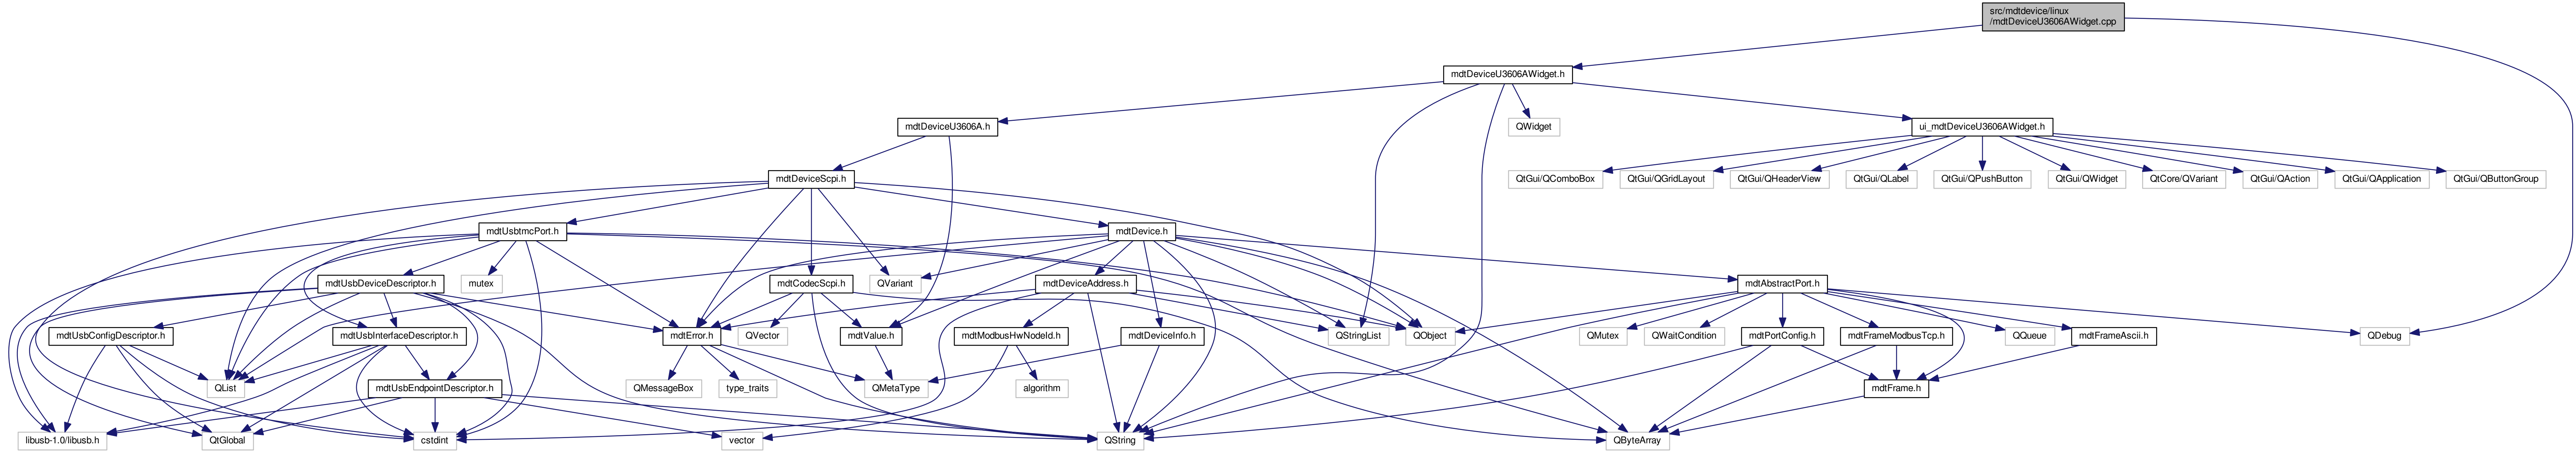 src/mdtdevice/linux
/mdtDeviceU3606AWidget.cpp
mdtDeviceU3606AWidget.h
mdtDeviceU3606A.h
QWidget
ui_mdtDeviceU3606AWidget.h
mdtDeviceScpi.h
QtGui/QComboBox
QtGui/QGridLayout
QtGui/QHeaderView
QtGui/QLabel
QtGui/QPushButton
QtGui/QWidget
QtCore/QVariant
QtGui/QAction
QtGui/QApplication
QtGui/QButtonGroup
mdtUsbtmcPort.h
mdtDevice.h
mdtUsbDeviceDescriptor.h
mutex
mdtCodecScpi.h
QVariant
mdtDeviceAddress.h
mdtAbstractPort.h
mdtUsbConfigDescriptor.h
mdtUsbInterfaceDescriptor.h
mdtError.h
QVector
mdtValue.h
mdtModbusHwNodeId.h
mdtDeviceInfo.h
QStringList
QObject
QMutex
QWaitCondition
mdtPortConfig.h
mdtFrameModbusTcp.h
QQueue
mdtFrameAscii.h
QDebug
QList
mdtUsbEndpointDescriptor.h
QMessageBox
type_traits
QMetaType
algorithm
mdtFrame.h
libusb-1.0/libusb.h
QtGlobal
cstdint
vector
QString
QByteArray